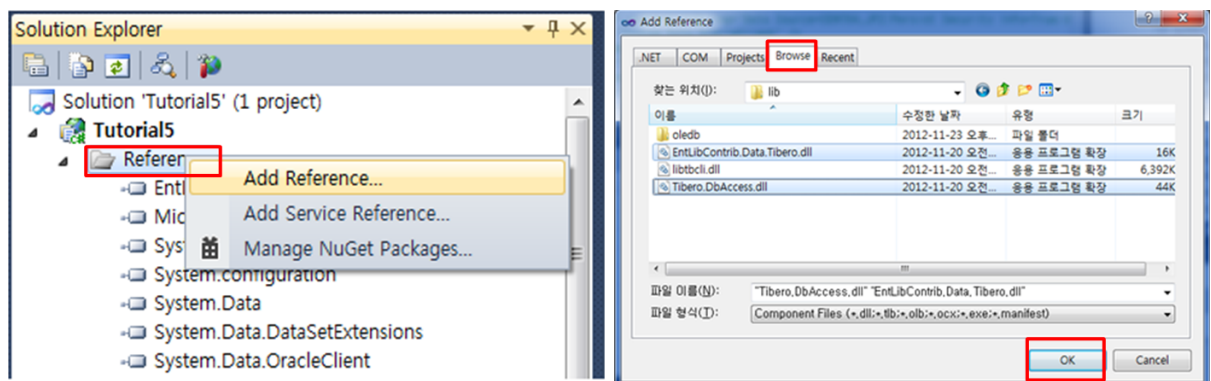 Solution Explorer
Solution 'Tutorial5' (1 project)
Tutorial5
Referen
Add Reference...
Add Service Reference...
Manage NuGet Packages...
Entl
Mic
Sys
System.configuration
System.Data
System.Data.DataSetExtensions
System.Data.OracleClient
Add Reference
.NET COM Projects Browse Recent
찾는 위치(I): lib
이름 수정한 날짜 유형 크기
oledb 2012-11-23 오후... 파일 폴더
EntLibContrib.Data.Tibero.dll 2012-11-20 오전... 응용 프로그램 확장 16K
libtbcli.dll 2012-11-20 오전... 응용 프로그램 확장 6,392K
Tibero.DbAccess.dll 2012-11-20 오전... 응용 프로그램 확장 44K
파일 이름(N): "Tibero.DbAccess.dll" "EntLibContrib.Data.Tibero.dll"
파일 형식(T): Component Files (*.dll;*.tlb;*.olb;*.ocx;*.exe;*.manifest)
OK Cancel